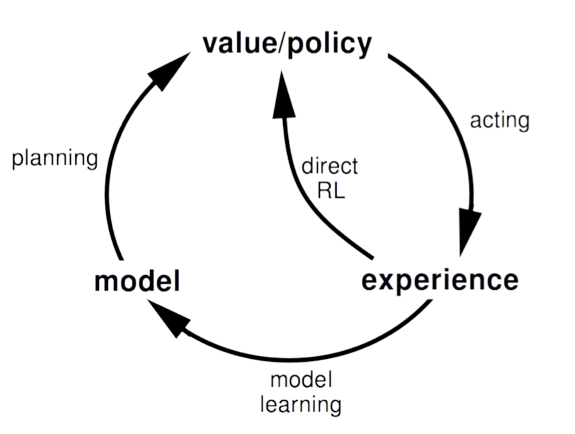 value/policy
acting
planning
direct
RL
model
experience
model
learning